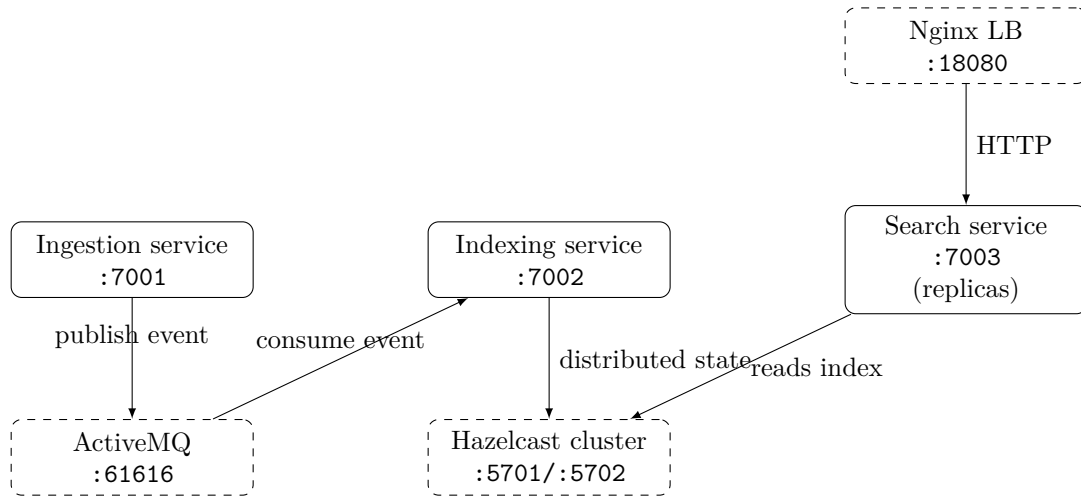 Nginx LB
:18080
HTTP
Ingestion service
:7001
Indexing service
:7002
Search service
:7003
(replicas)
publish event
consume event
distributed state
reads index
ActiveMQ
:61616
Hazelcast cluster
:5701/:5702